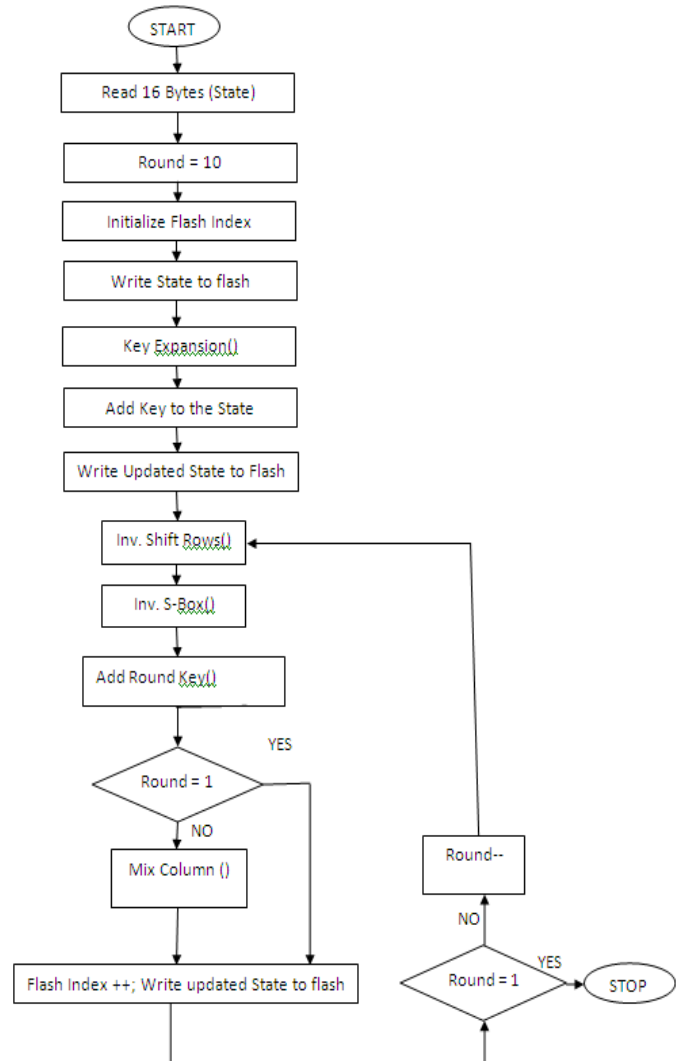 START
Read 16 Bytes (State)
Round = 10
Initialize Flash Index
Write State to flash
Key Expansion()
Add Key to the State
Write Updated State to Flash
Inv. Shift Rows()
Inv. S-Box()
Add Round Key()
YES
Round = 1
NO
Mix Column ()
Flash Index ++; Write updated State to flash
Round--
NO
YES
Round = 1
STOP